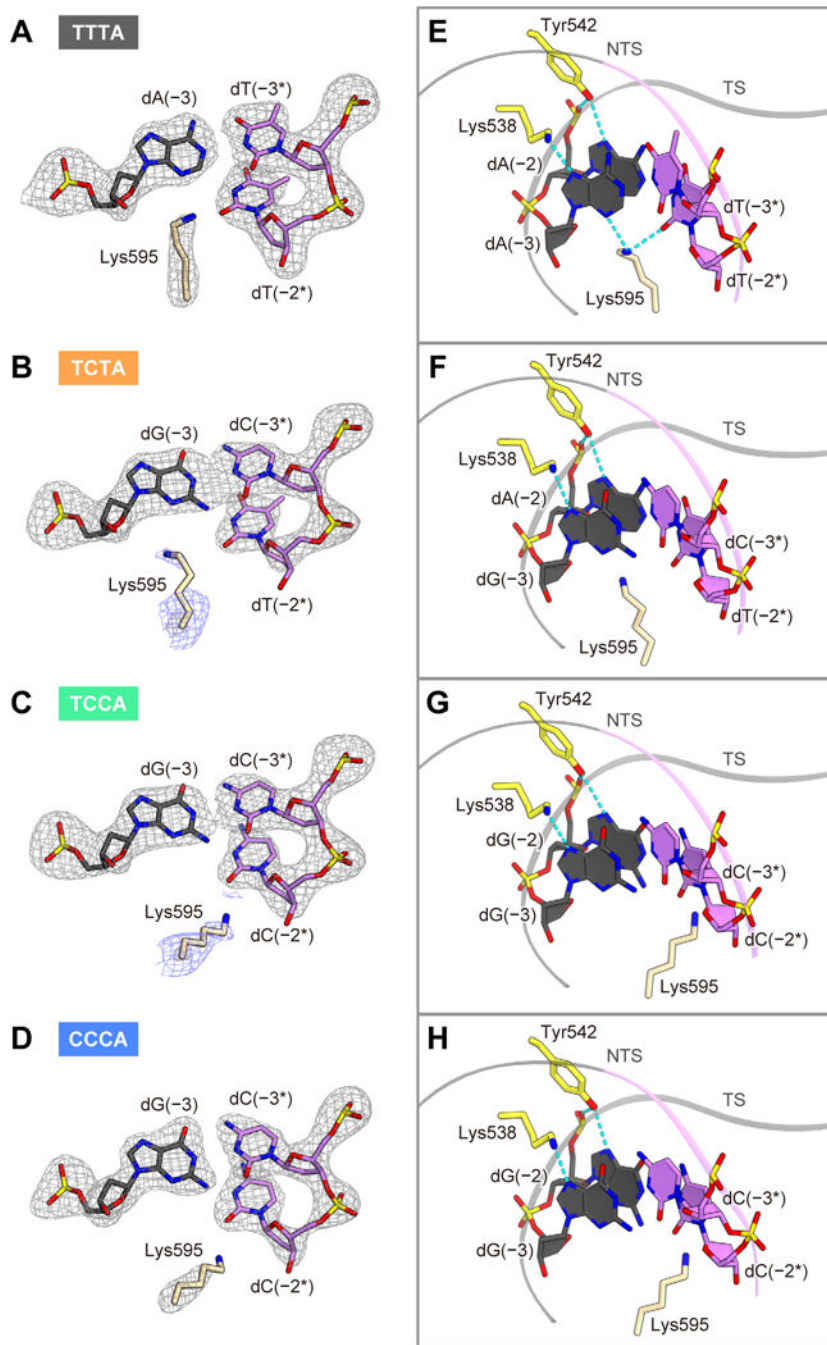 A TTTA
dA(−3)
dT(−3*)
Lys595
dT(−2*)
E
Tyr542
NTS
TS
Lys538
dA(−2)
dT(−3*)
dA(−3)
Lys595
dT(−2*)
B TCTA
dG(−3)
dC(−3*)
Lys595
dT(−2*)
F
Tyr542
NTS
TS
Lys538
dA(−2)
dC(−3*)
dG(−3)
dT(−2*)
Lys595
C TCCA
dG(−3)
dC(−3*)
Lys595
dC(−2*)
G
Tyr542
NTS
TS
Lys538
dG(−2)
dC(−3*)
dG(−3)
dC(−2*)
Lys595
D CCCA
dG(−3)
dC(−3*)
Lys595
dC(−2*)
H
Tyr542
NTS
TS
Lys538
dG(−2)
dC(−3*)
dG(−3)
dC(−2*)
Lys595